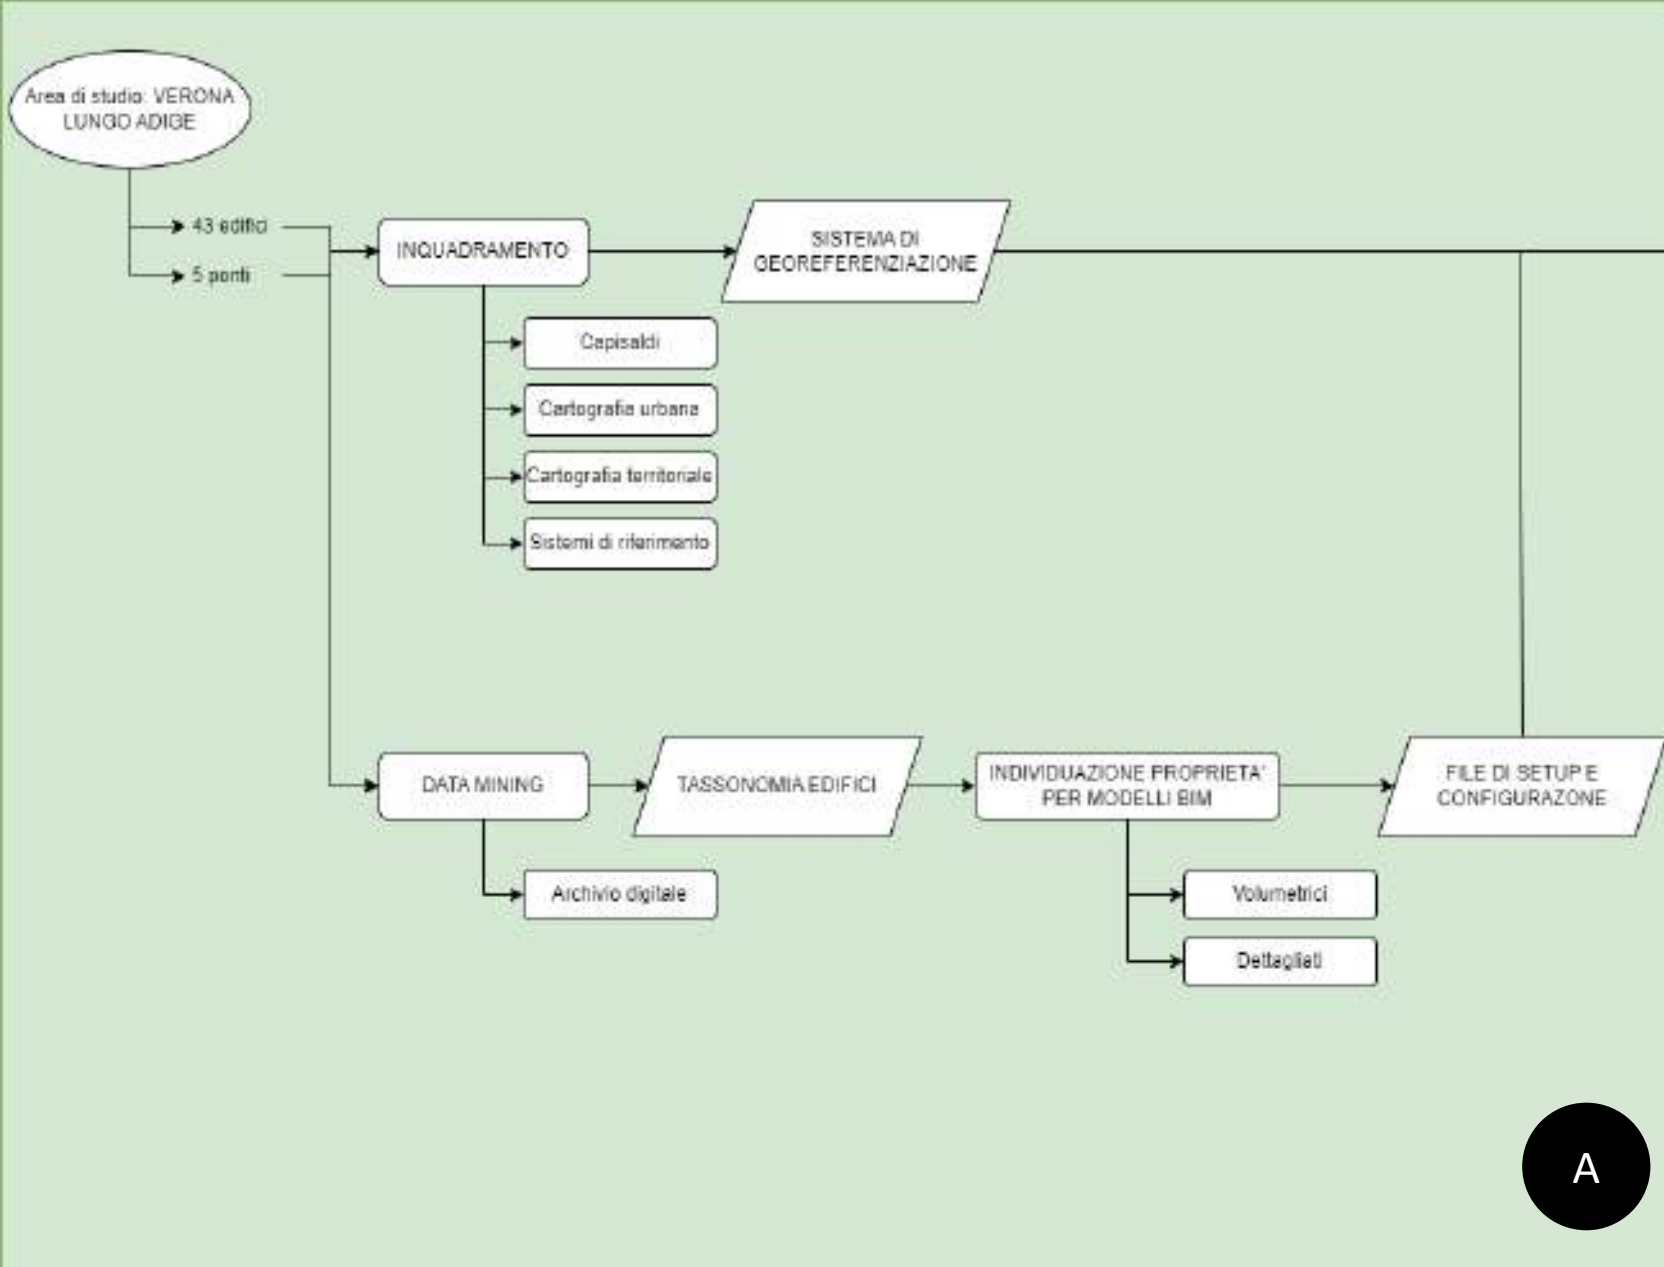 Area di studio: VERONA
LUNGO ADIGE
43 edifici
5 ponti
INQUADRAMENTO
SISTEMA DI
GEOREFERENZIAZIONE
Capisaldi
Cartografia urbana
Cartografia territoriale
Sistemi di riferimento
DATA MINING
TASSONOMIA EDIFICI
INDIVIDUAZIONE PROPRIETA'
PER MODELLI BIM
FILE DI SETUP E
CONFIGURAZONE
Archivio digitale
Volumetrici
Dettagliati
A